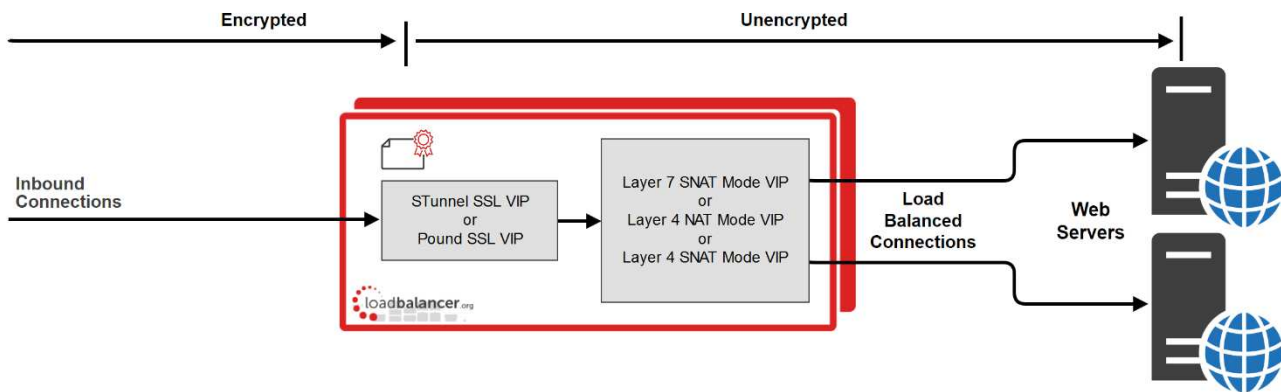 Encrypted
Unencrypted
Inbound
Connections
STunnel SSL VIP
or
Pound SSL VIP
Layer 7 SNAT Mode VIP
or
Layer 4 NAT Mode VIP
or
Layer 4 SNAT Mode VIP
Load
Balanced
Connections
Web
Servers
loadbalancer.org